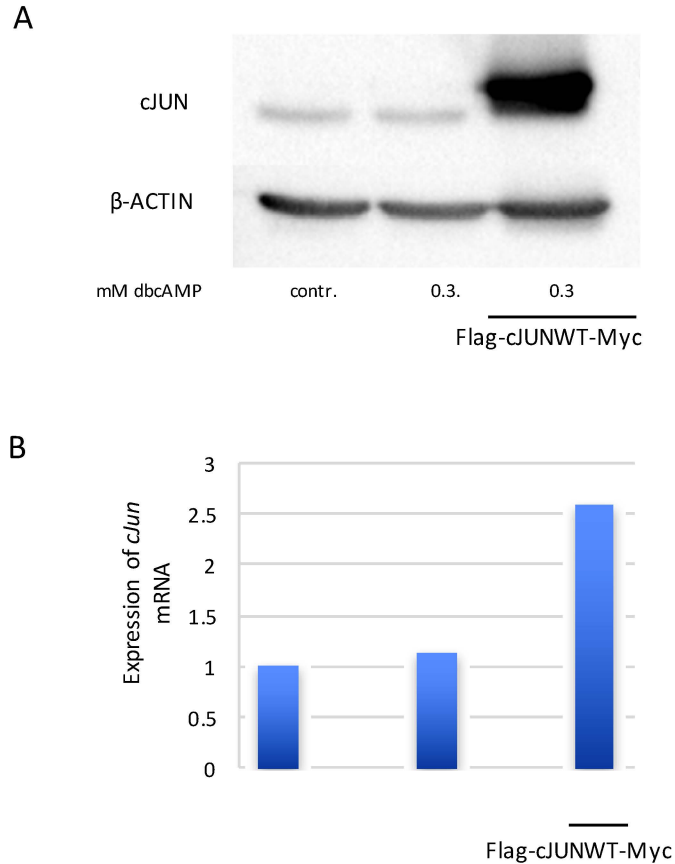 A
cJUN
β-ACTIN
mM dbcAMP contr. 0.3. 0.3
Flag-cJUNWT-Myc
B
Expression of cJun
mRNA
3
2.5
2
1.5
1
0.5
0
Flag-cJUNWT-Myc